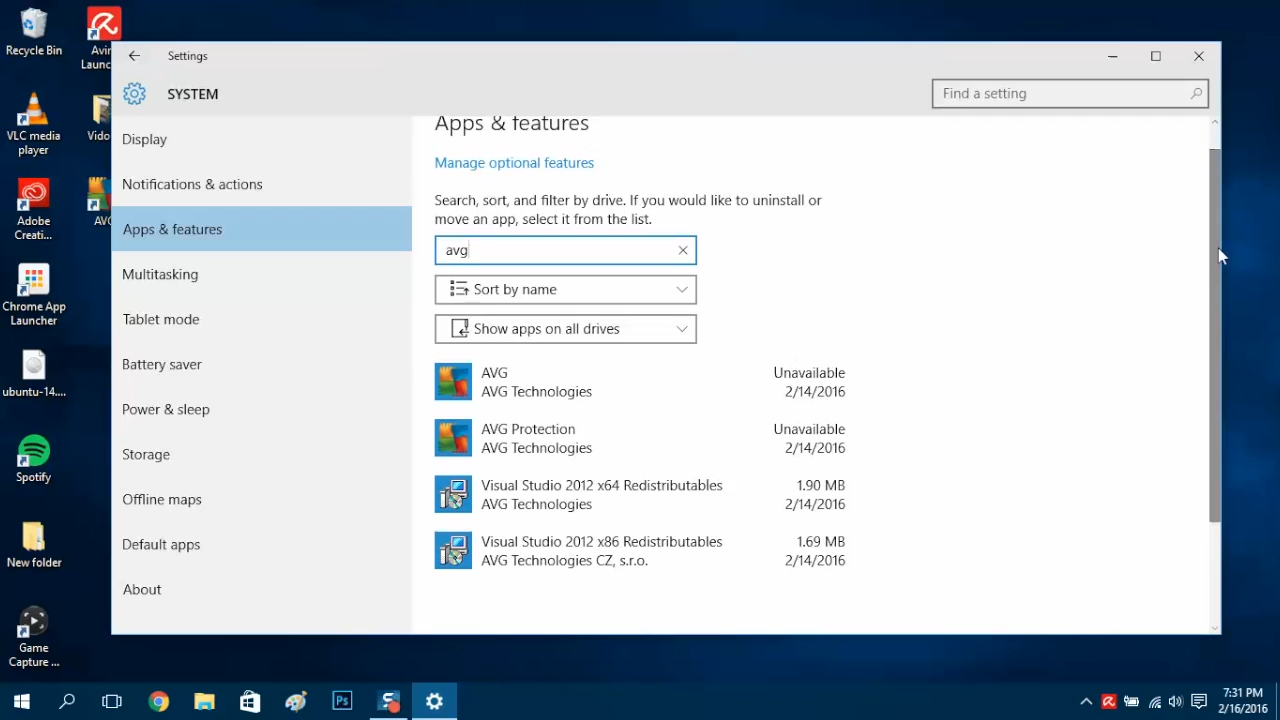 Recycle Bin
Avir
Launc
VLC media
player
Vido
Adobe
Creati...
AVG
Chrome App
Launcher
ubuntu-14....
Spotify
New folder
Game
Capture ...
Settings
SYSTEM
Find a setting
Display
Notifications & actions
Apps & features
Multitasking
Tablet mode
Battery saver
Power & sleep
Storage
Offline maps
Default apps
About
Apps & features
Manage optional features
Search, sort, and filter by drive. If you would like to uninstall or
move an app, select it from the list.
avg
Sort by name
Show apps on all drives
AVG Unavailable
AVG Technologies 2/14/2016
AVG Protection Unavailable
AVG Technologies 2/14/2016
Visual Studio 2012 x64 Redistributables 1.90 MB
AVG Technologies 2/14/2016
Visual Studio 2012 x86 Redistributables 1.69 MB
AVG Technologies CZ, s.r.o. 2/14/2016
Ps
7:31 PM
2/16/2016